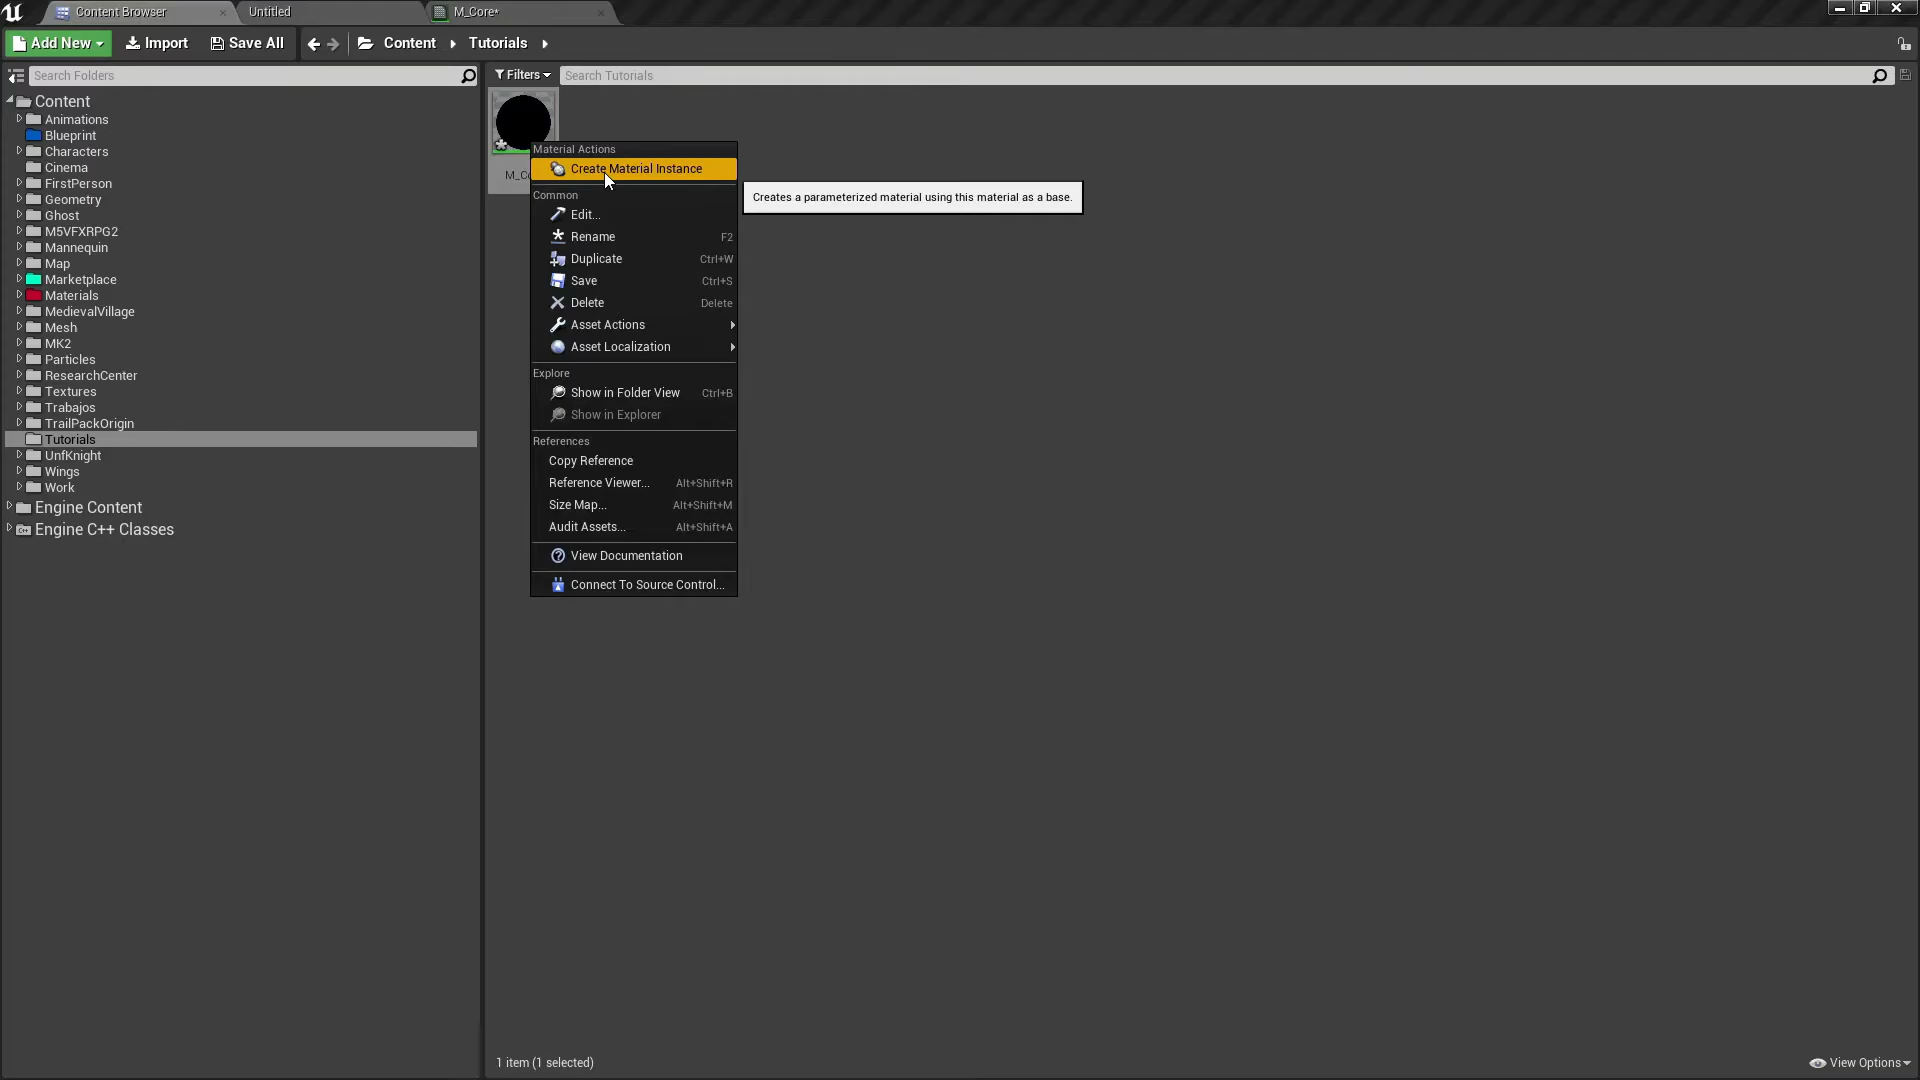 Content Browser
Untitled
M_Core*
Add New
Import
Save All
Content
Tutorials
Search Folders
Filters
Search Tutorials
Content
Animations
Blueprint
Characters
Cinema
FirstPerson
Geometry
Ghost
M5VFXRPG2
Mannequin
Map
Marketplace
Materials
MedievalVillage
Mesh
MK2
Particles
ResearchCenter
Textures
Trabajos
TrailPackOrigin
Tutorials
UnfKnight
Wings
Work
Engine Content
Engine C++ Classes
Material Actions
Create Material Instance
Creates a parameterized material using this material as a base.
Common
Edit...
Rename F2
Duplicate Ctrl+W
Save Ctrl+S
Delete Delete
Asset Actions
Asset Localization
Explore
Show in Folder View Ctrl+B
Show in Explorer
References
Copy Reference
Reference Viewer... Alt+Shift+R
Size Map... Alt+Shift+M
Audit Assets... Alt+Shift+A
View Documentation
Connect To Source Control...
1 item (1 selected)
View Options